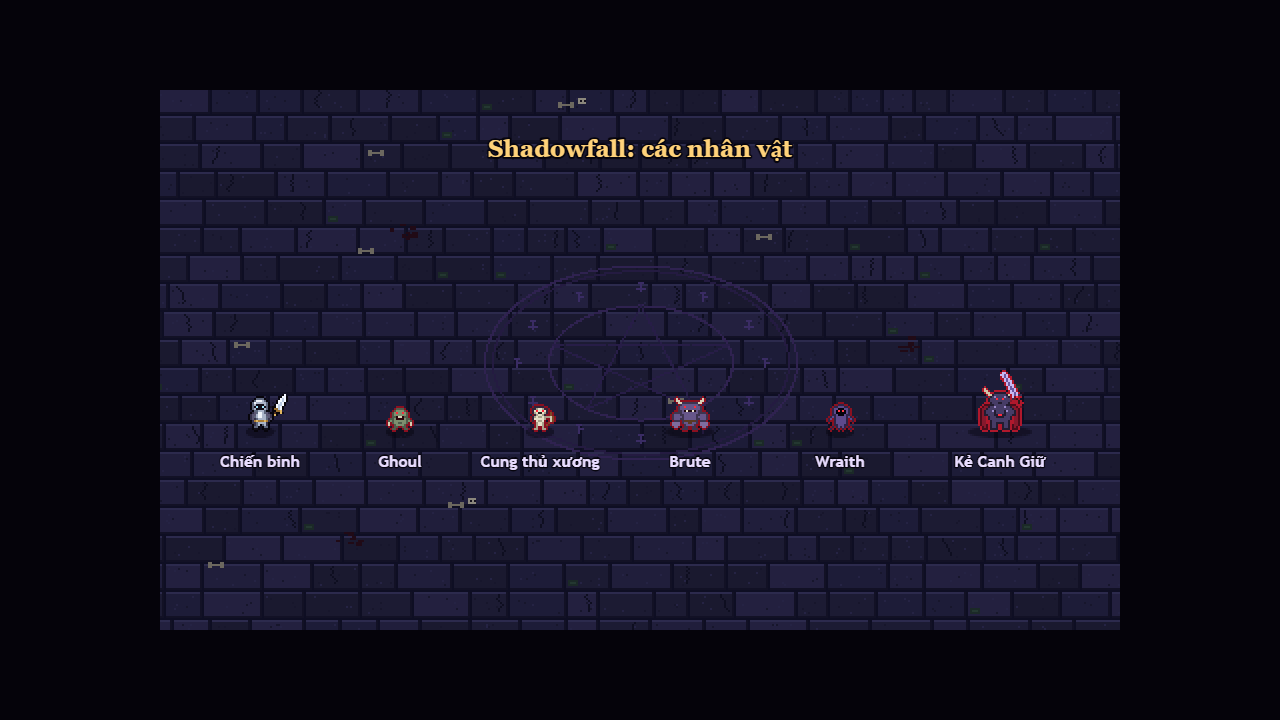 Shadowfall: các nhân vật
Chiến binh
Ghoul
Cung thủ xương
Brute
Wraith
Kẻ Canh Giữ